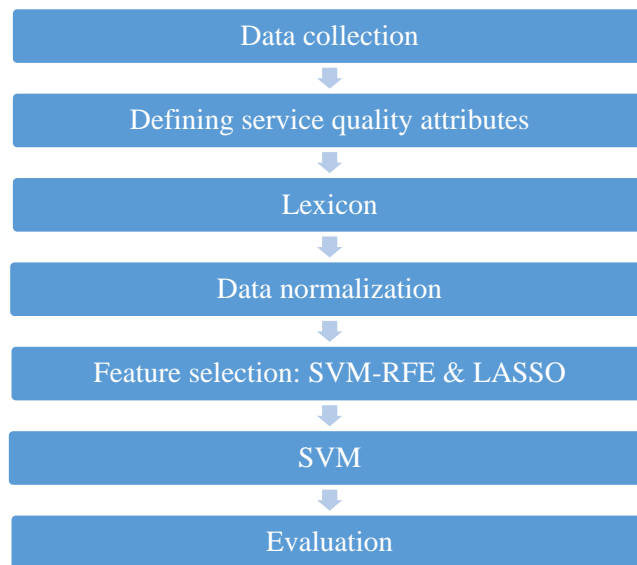 Data collection
Defining service quality attributes
Lexicon
Data normalization
Feature selection: SVM-RFE & LASSO
SVM
Evaluation